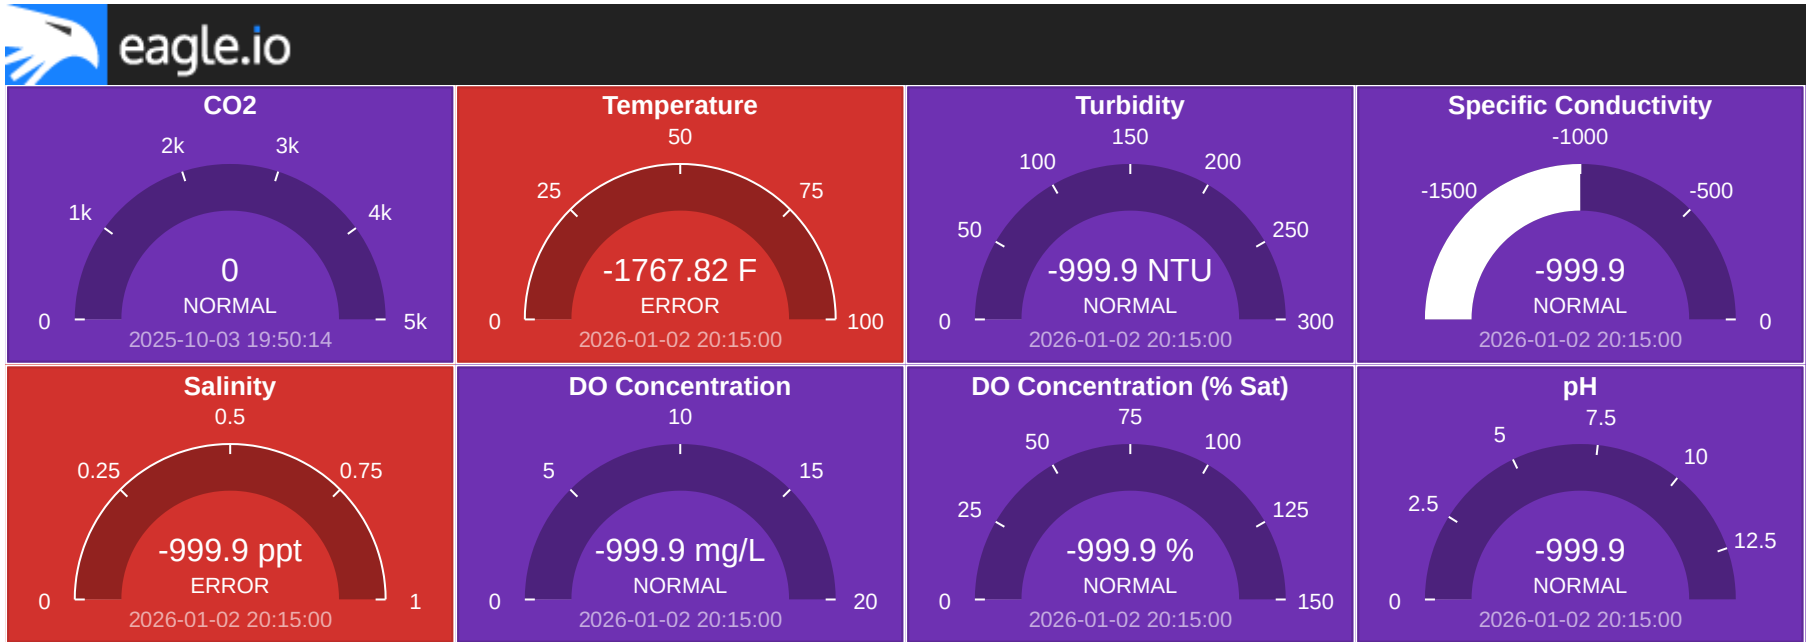 eagle.io
CO2
2k
3k
1k
4k
0
NORMAL
0
5k
2025-10-03 19:50:14
Temperature
50
25
75
-1767.82 F
ERROR
0
100
2026-01-02 20:15:00
Turbidity
150
100
200
50
250
-999.9 NTU
NORMAL
0
300
2026-01-02 20:15:00
Specific Conductivity
-1000
-1500
-500
-999.9
NORMAL
0
2026-01-02 20:15:00
Salinity
0.5
0.25
0.75
-999.9 ppt
ERROR
0
1
2026-01-02 20:15:00
DO Concentration
10
5
15
-999.9 mg/L
NORMAL
0
20
2026-01-02 20:15:00
DO Concentration (% Sat)
75
50
100
25
125
-999.9 %
NORMAL
0
150
2026-01-02 20:15:00
pH
7.5
5
10
2.5
12.5
-999.9
NORMAL
0
2026-01-02 20:15:00